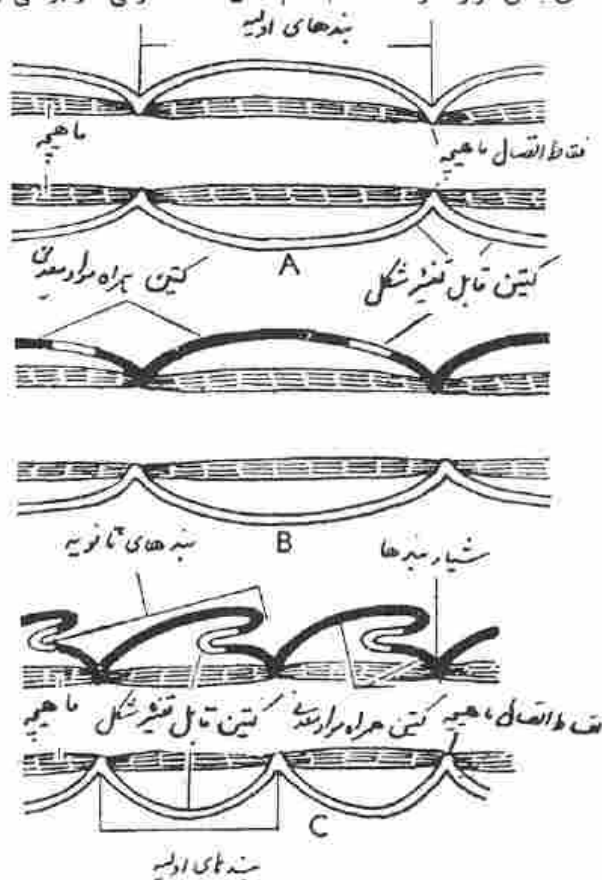 بندهای اولیه
ماهیچه
نقاط اتصال ماهیچه
A
کتین همراه مواد معدنی
کتین قابل تغییر شکل
B
بندهای ثانویه
شیار بندها
ماهیچه
کتین قابل تغییر شکل
کتین همراه مواد معدنی
نقاط اتصال ماهیچه
C
بندهای اولیه